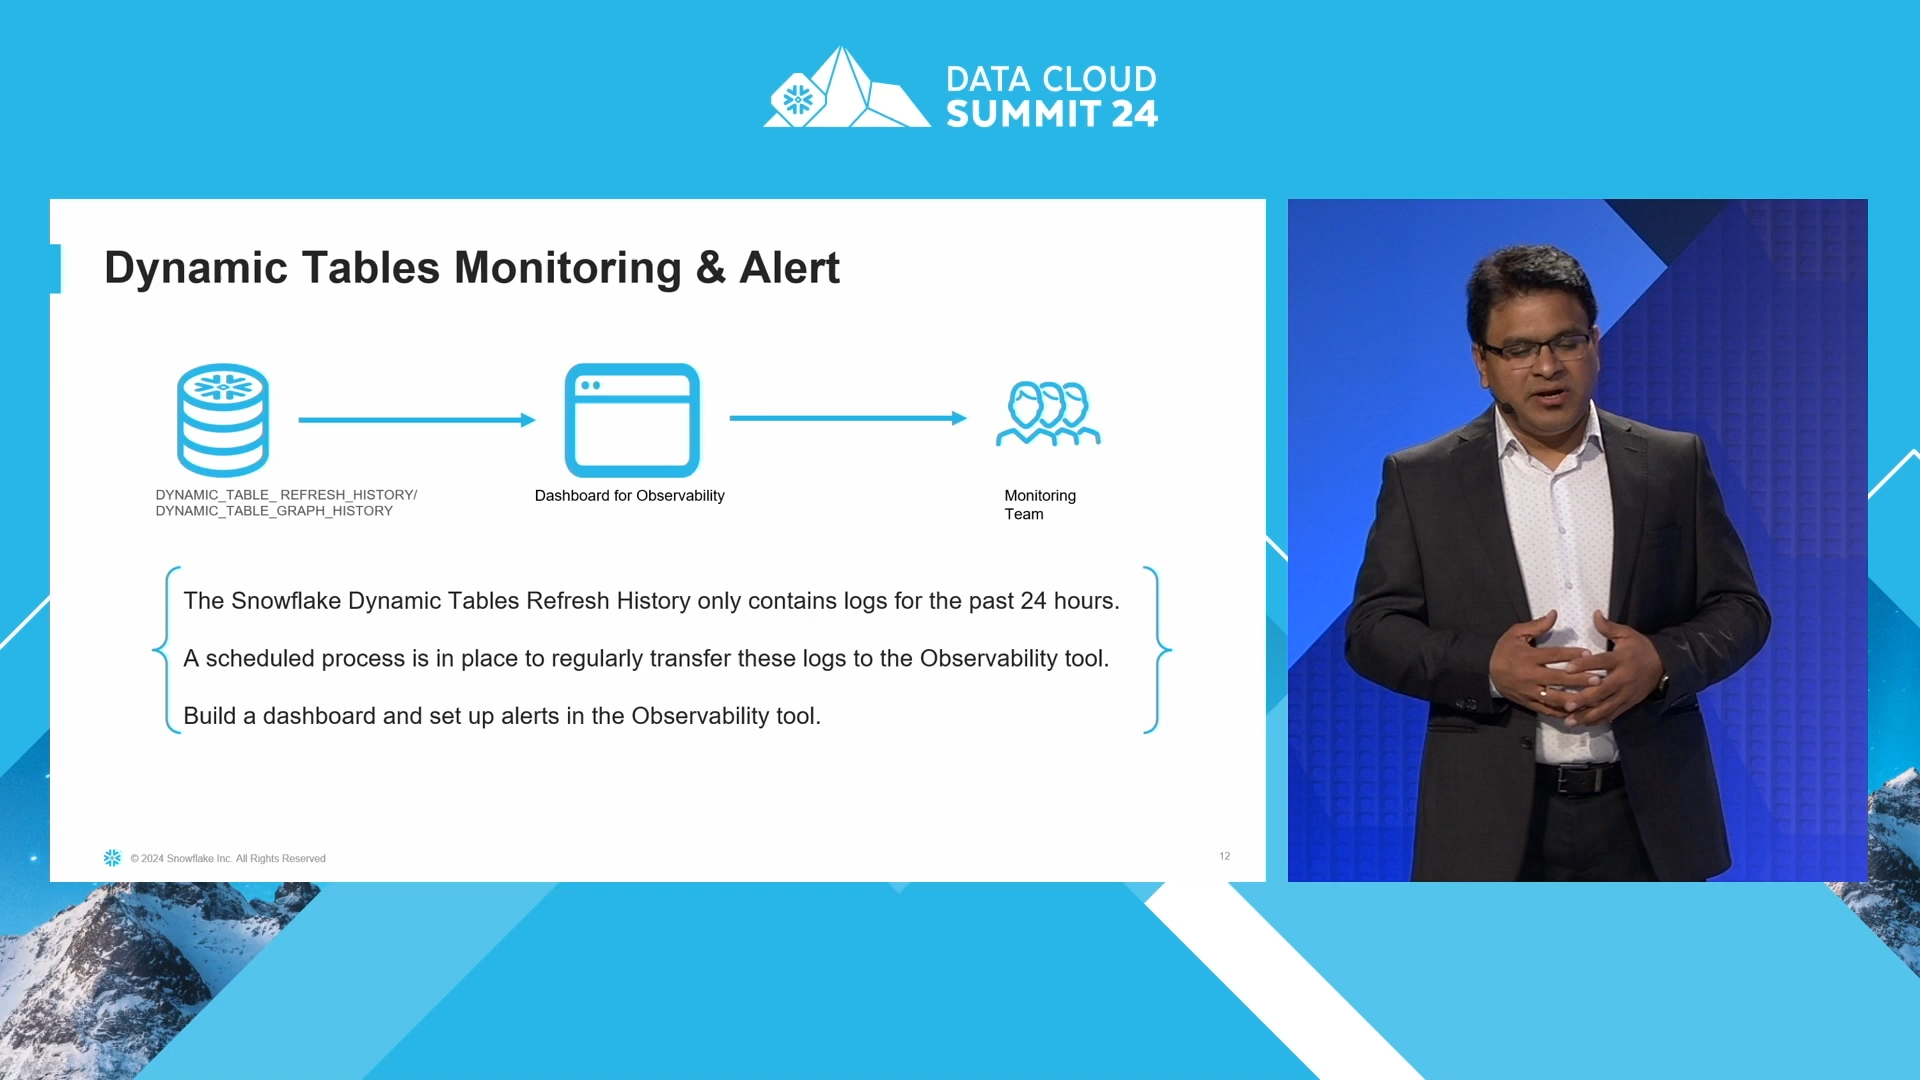 DATA CLOUD
SUMMIT 24
Dynamic Tables Monitoring & Alert
DYNAMIC_TABLE_ REFRESH_HISTORY/
DYNAMIC_TABLE_GRAPH_HISTORY
Dashboard for Observability
Monitoring
Team
The Snowflake Dynamic Tables Refresh History only contains logs for the past 24 hours.
A scheduled process is in place to regularly transfer these logs to the Observability tool.
Build a dashboard and set up alerts in the Observability tool.
© 2024 Snowflake Inc. All Rights Reserved
12